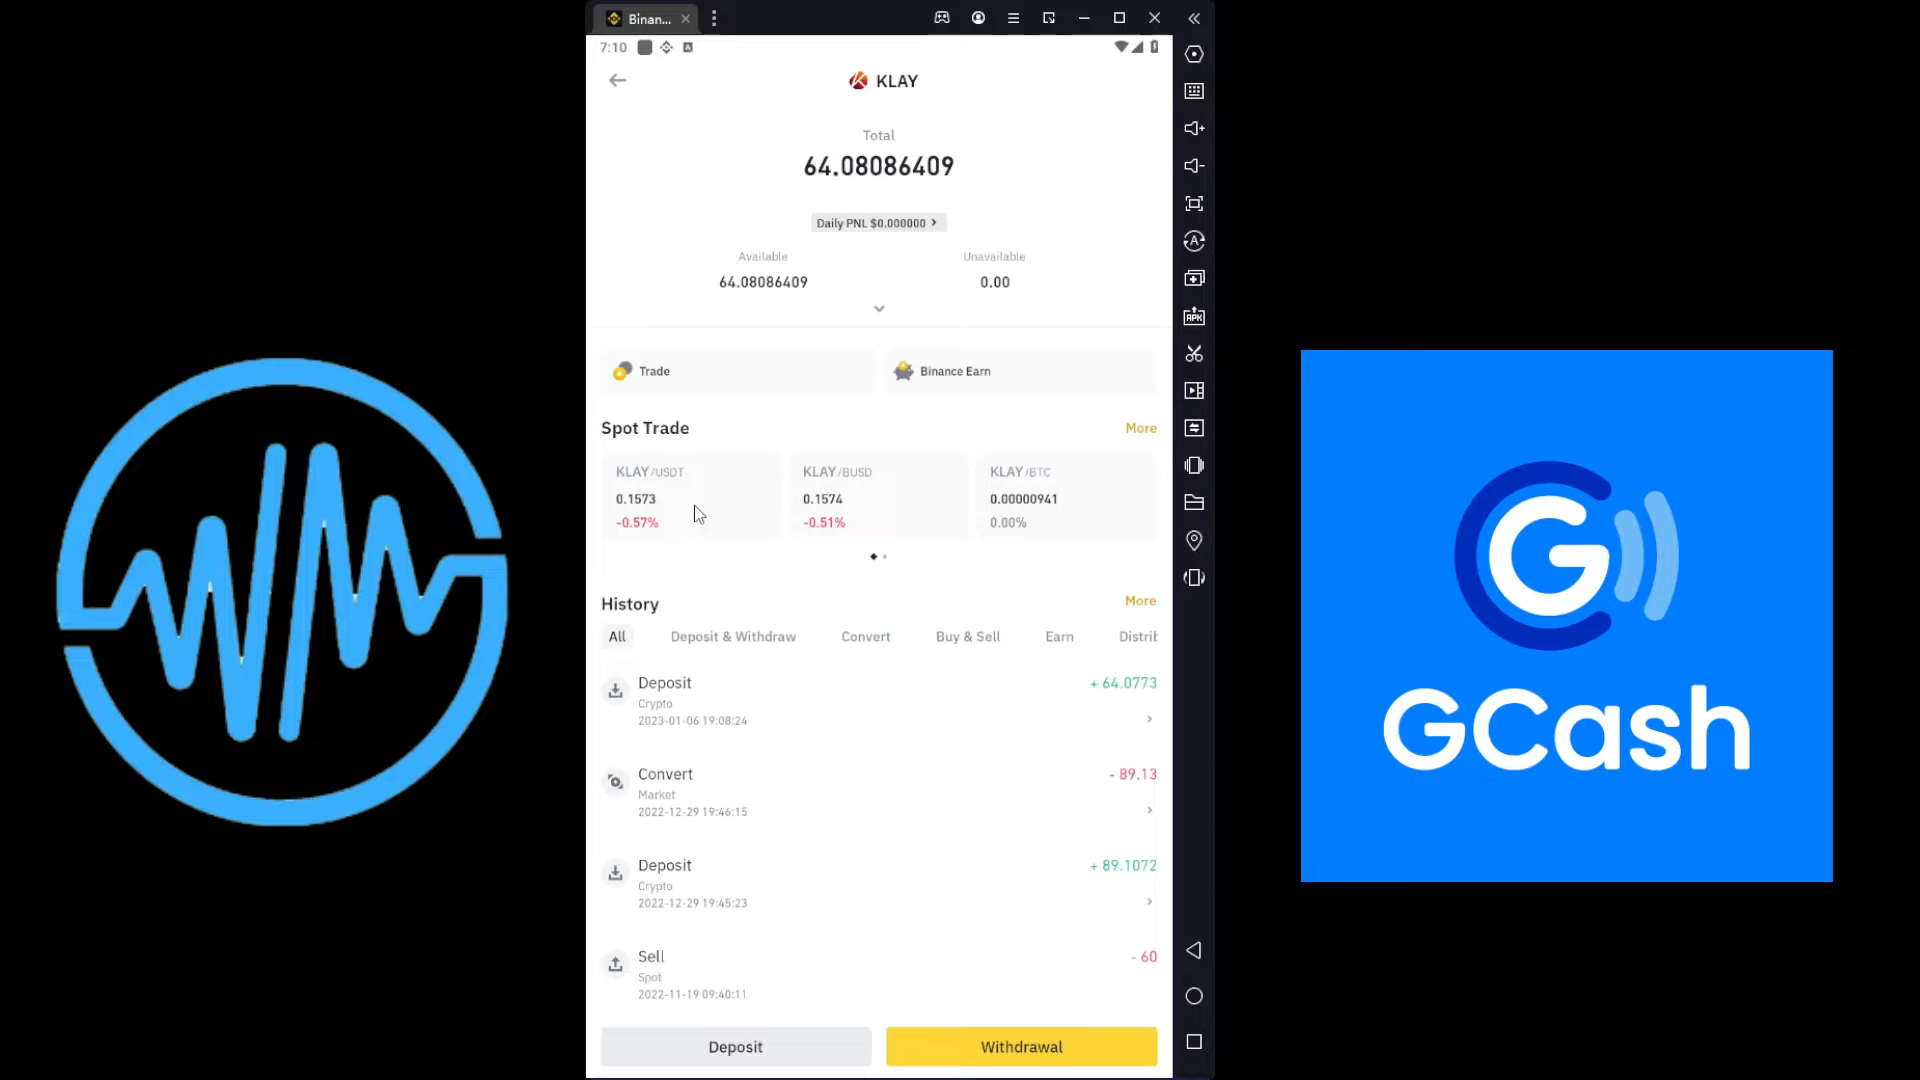 Binan...
7:10
KLAY
Total
64.08086409
Daily PNL $0.000000
Available
Unavailable
64.08086409
0.00
Trade
Binance Earn
Spot Trade
More
KLAY/USDT
0.1573
-0.57%
KLAY/BUSD
0.1574
-0.51%
KLAY/BTC
0.00000941
0.00%
History
More
All
Deposit & Withdraw
Convert
Buy & Sell
Earn
Distrib
Deposit
+ 64.0773
Crypto
2023-01-06 19:08:24
Convert
- 89.13
Market
2022-12-29 19:46:15
Deposit
+ 89.1072
Crypto
2022-12-29 19:45:23
Sell
- 60
Spot
2022-11-19 09:40:11
Deposit
Withdrawal
A
A
APK
G
GCash